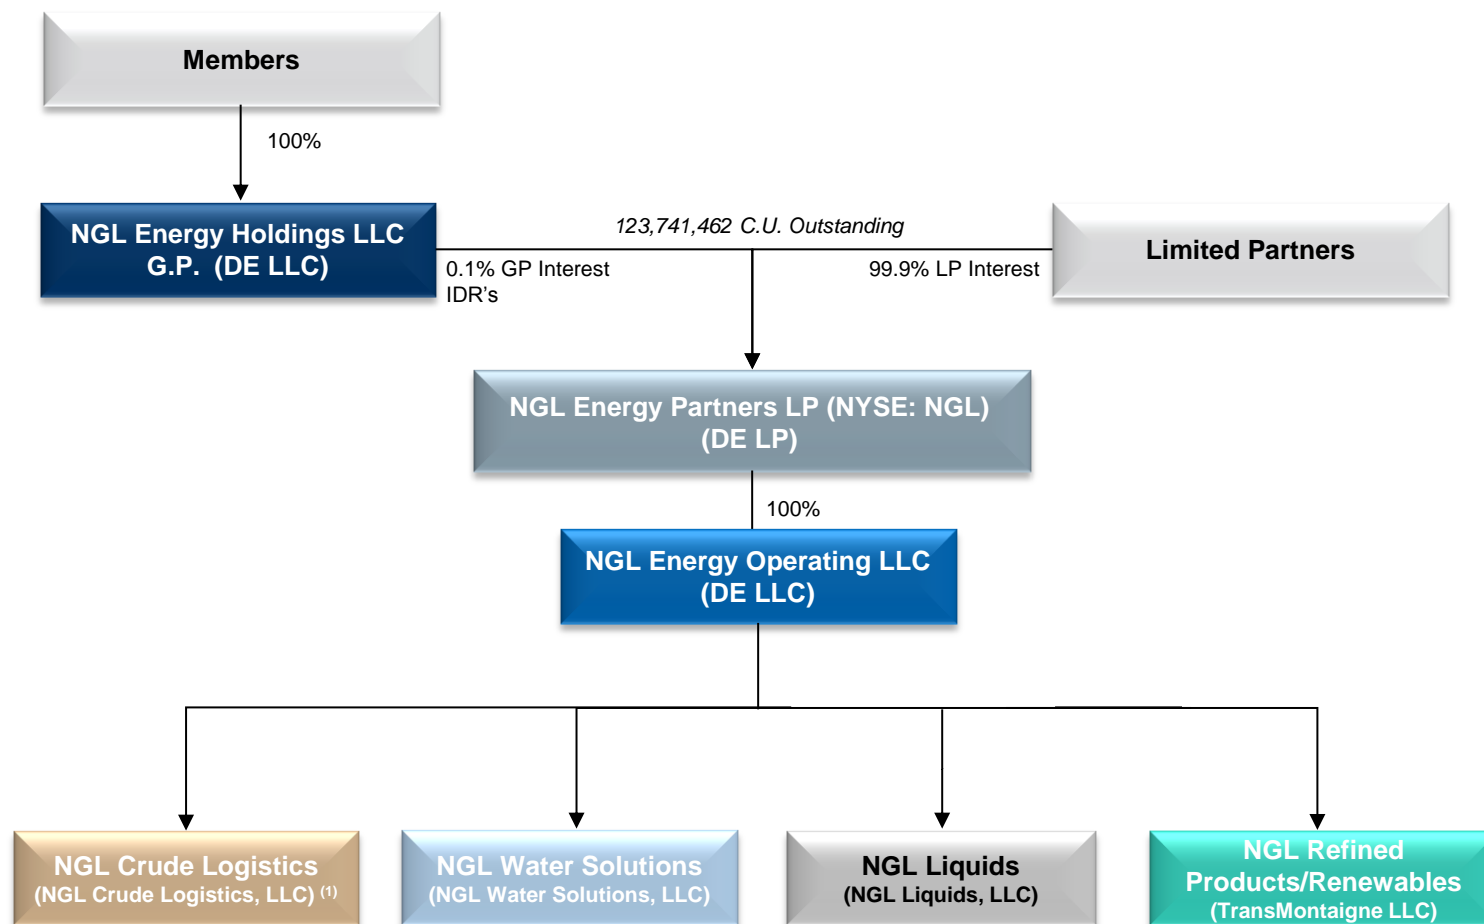 Members
100%
NGL Energy Holdings LLC
G.P. (DE LLC)
123,741,462 C.U. Outstanding
0.1% GP Interest
IDR's
99.9% LP Interest
Limited Partners
NGL Energy Partners LP (NYSE: NGL)
(DE LP)
100%
NGL Energy Operating LLC
(DE LLC)
NGL Crude Logistics
(NGL Crude Logistics, LLC) (1)
NGL Water Solutions
(NGL Water Solutions, LLC)
NGL Liquids
(NGL Liquids, LLC)
NGL Refined
Products/Renewables
(TransMontaigne LLC)